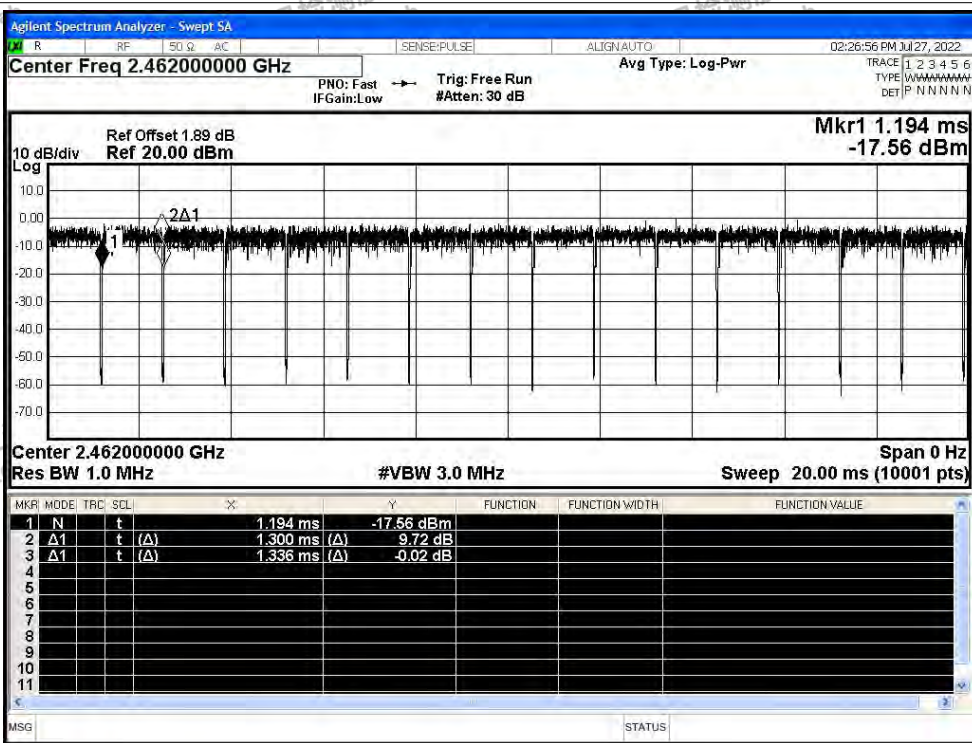 Agilent Spectrum Analyzer - Swept SA
LXI R RF 50 Ω AC SENSE:PULSE ALIGN AUTO 02:26:56 PM Jul 27, 2022
Center Freq 2.462000000 GHz
PNO: Fast
IFGain:Low
Trig: Free Run
#Atten: 30 dB
Avg Type: Log-Pwr
TRACE 1 2 3 4 5 6
TYPE WWWWWW
DET P N N N N N
Mkr1 1.194 ms
-17.56 dBm
Ref Offset 1.89 dB
10 dB/div Ref 20.00 dBm
Log
10.0
0.00
-10.0
-20.0
-30.0
-40.0
-50.0
-60.0
-70.0
2Δ1
1
Center 2.462000000 GHz Span 0 Hz
Res BW 1.0 MHz #VBW 3.0 MHz Sweep 20.00 ms (10001 pts)
MKR MODE TRC SCL X Y FUNCTION FUNCTION WIDTH FUNCTION VALUE
1 N t 1.194 ms -17.56 dBm
2 Δ1 t (Δ) 1.300 ms (Δ) 9.72 dB
3 Δ1 t (Δ) 1.336 ms (Δ) -0.02 dB
4
5
6
7
8
9
10
11
MSG STATUS